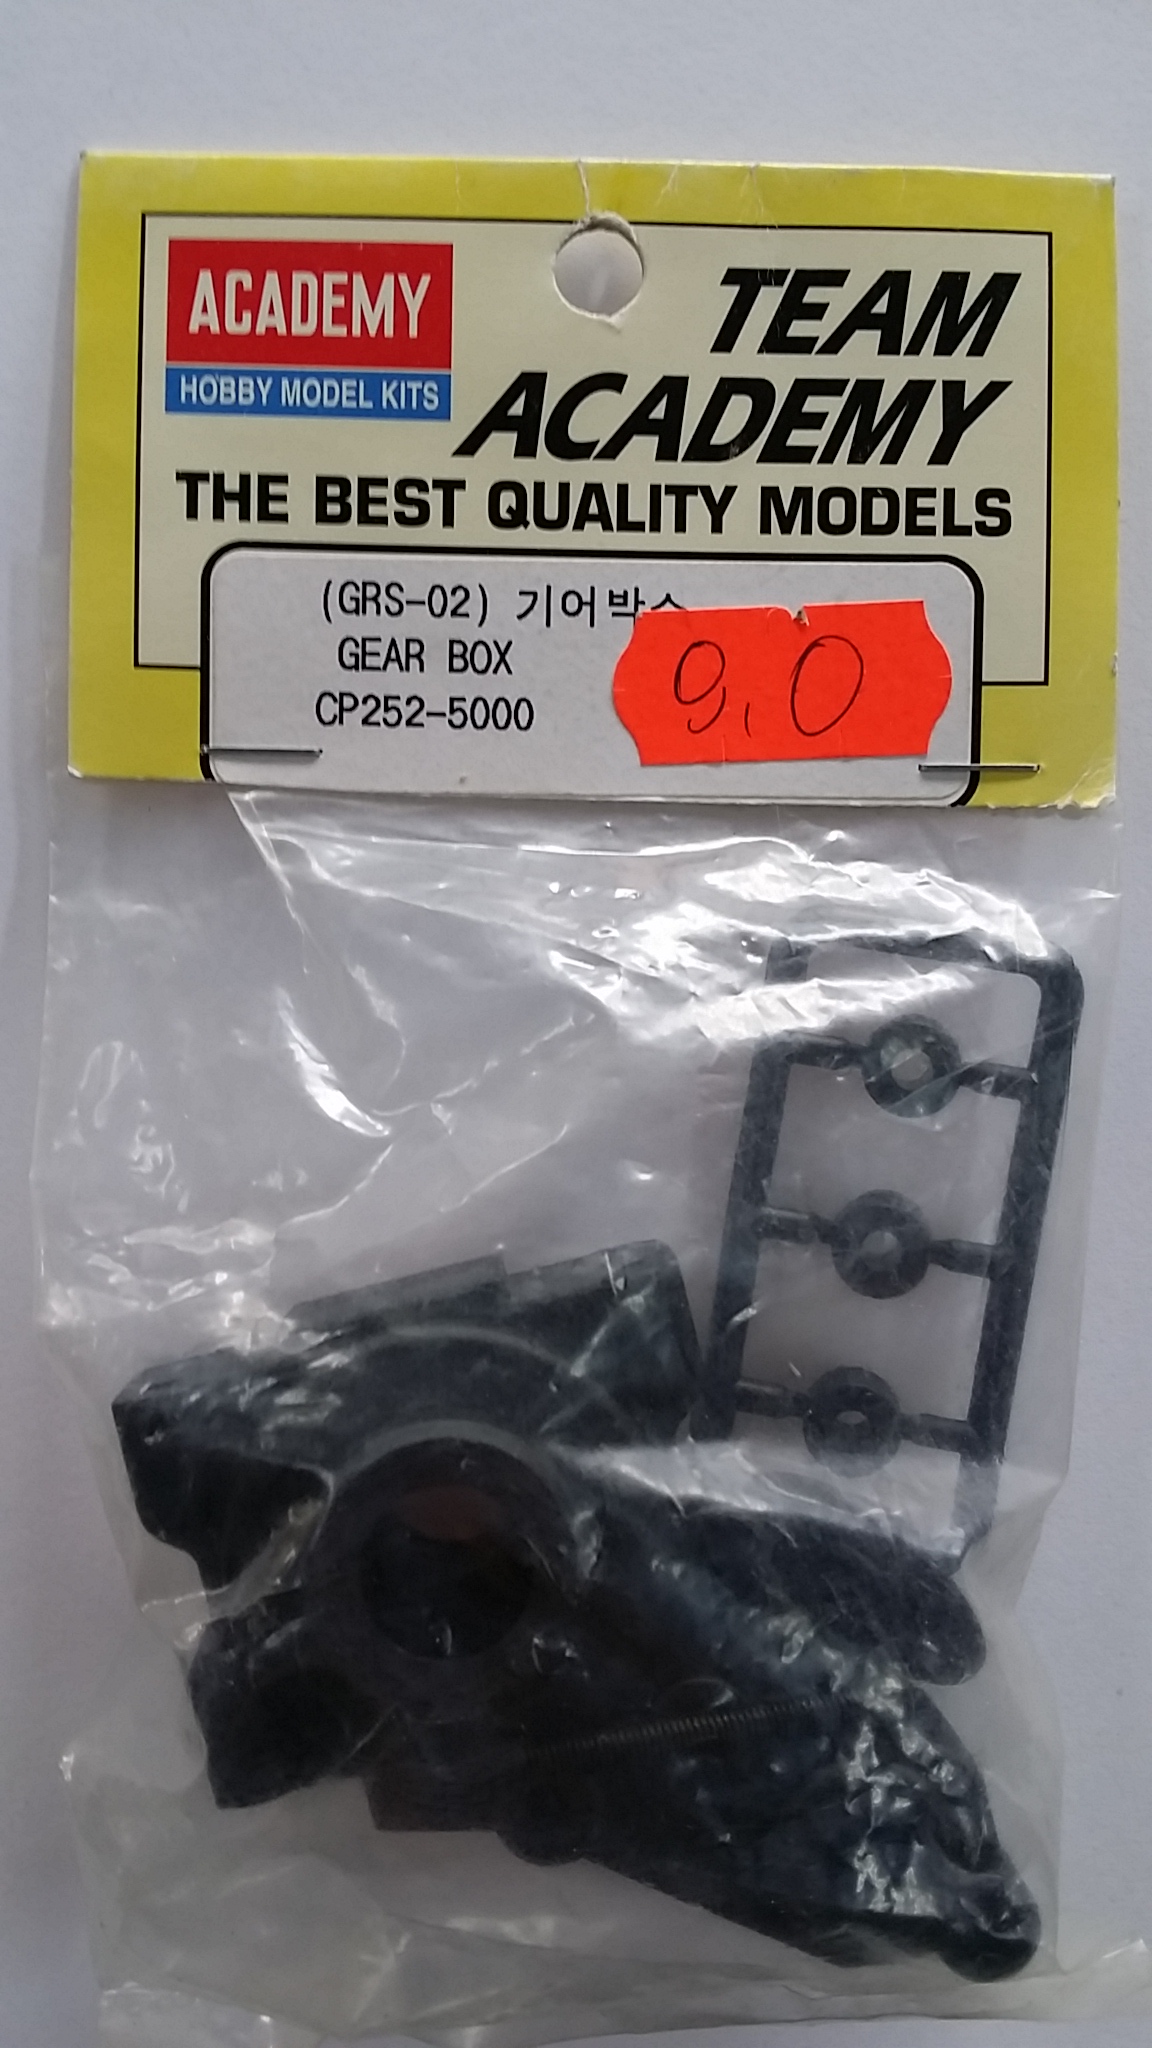 ACADEMY
HOBBY MODEL KITS
TEAM
ACADEMY
THE BEST QUALITY MODELS
(GRS-02) 기어박스
GEAR BOX
CP252-5000
9,0